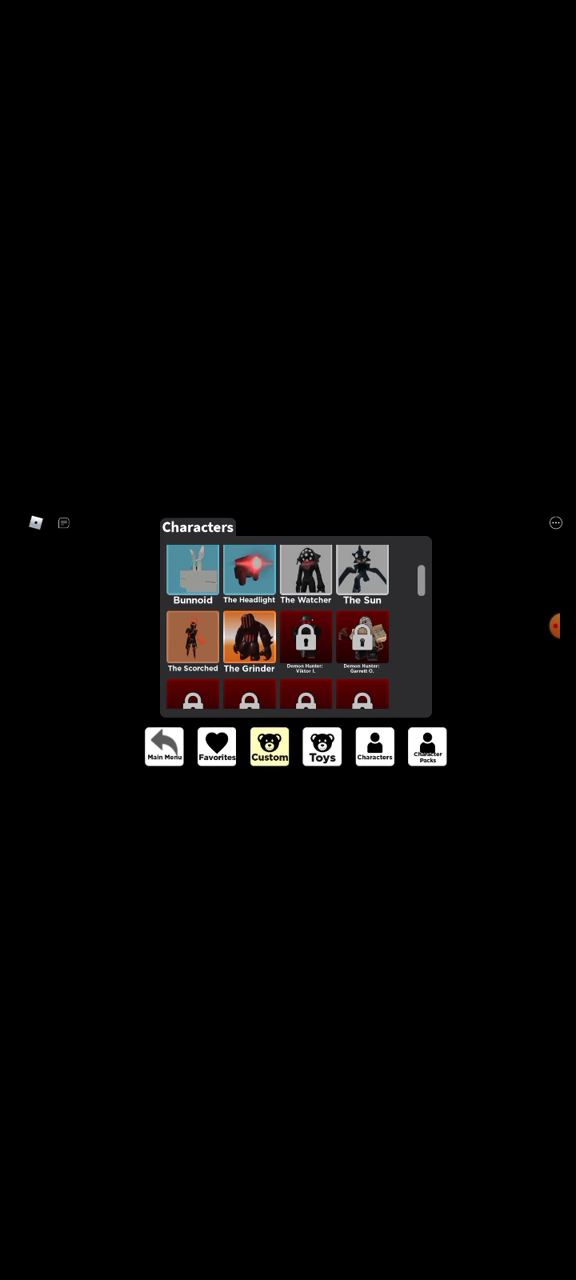 Characters
Bunnoid
The Headlight
The Watcher
The Sun
The Scorched
The Grinder
Demon Hunter:
Viktor I.
Demon Hunter:
Garrett G.
Main Menu
Favorites
Custom
Toys
Characters
Character
Packs